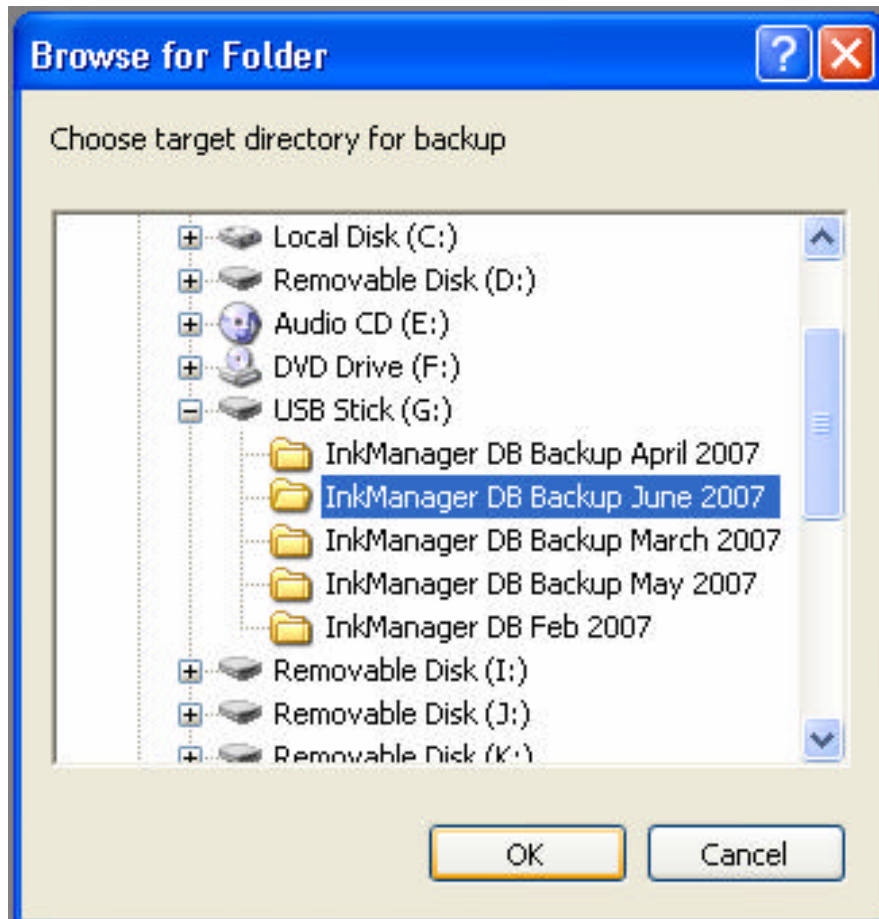 Browse for Folder
Choose target directory for backup
Local Disk (C:)
Removable Disk (D:)
Audio CD (E:)
DVD Drive (F:)
USB Stick (G:)
InkManager DB Backup April 2007
InkManager DB Backup June 2007
InkManager DB Backup March 2007
InkManager DB Backup May 2007
InkManager DB Feb 2007
Removable Disk (I:)
Removable Disk (J:)
Removable Disk (K:)
OK
Cancel